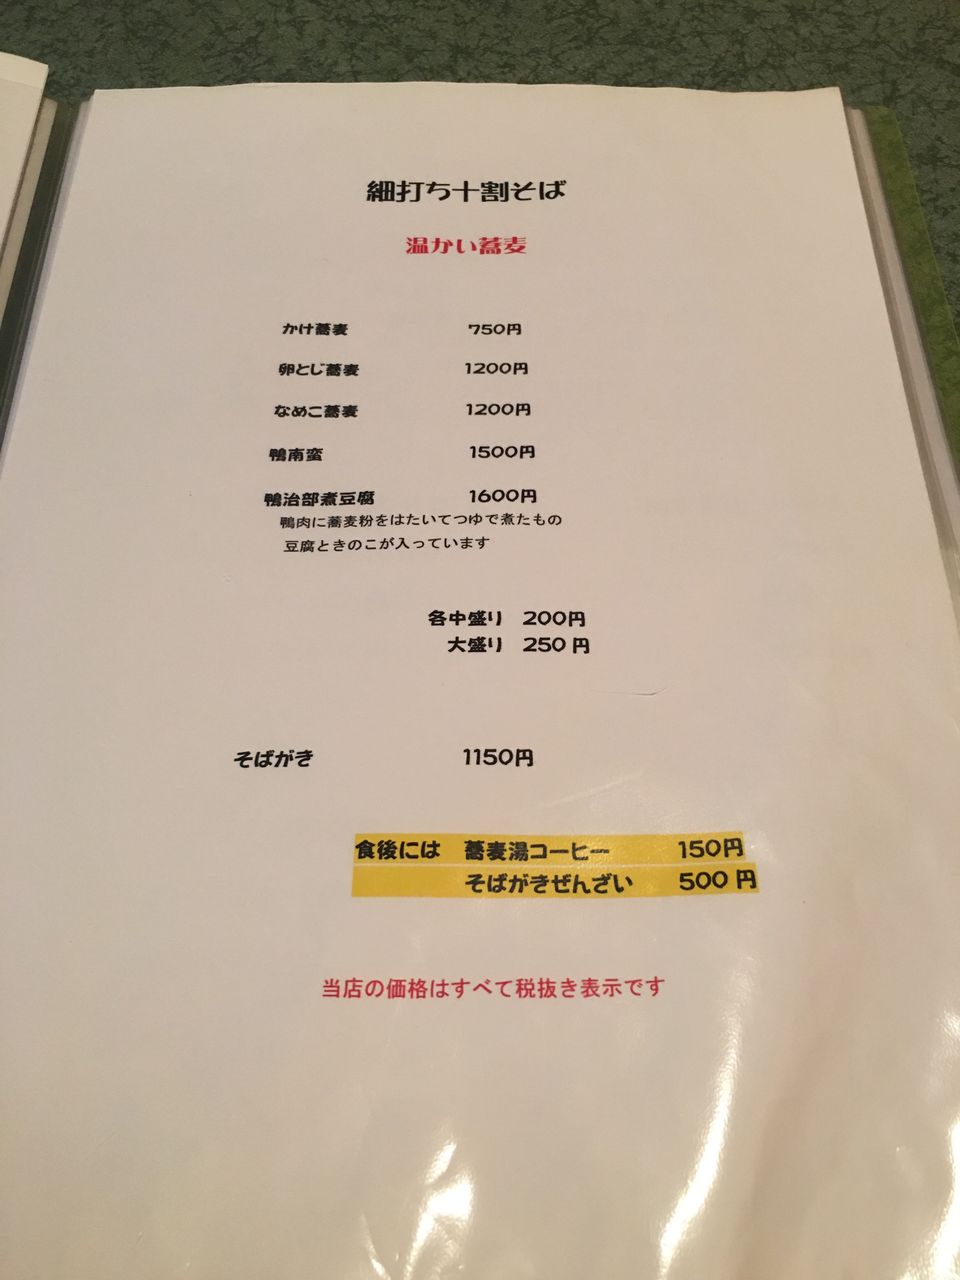 細打ち十割そば
温かい蕎麦
かけ蕎麦 750円
卵とじ蕎麦 1200円
なめこ蕎麦 1200円
鴨南蛮 1500円
鴨治部煮豆腐 1600円
鴨肉に蕎麦粉をはたいてつゆで煮たもの
豆腐ときのこが入っています
各中盛り 200円
大盛り 250円
そばがき 1150円
食後には 蕎麦湯コーヒー 150円
そばがきぜんざい 500円
当店の価格はすべて税抜き表示です